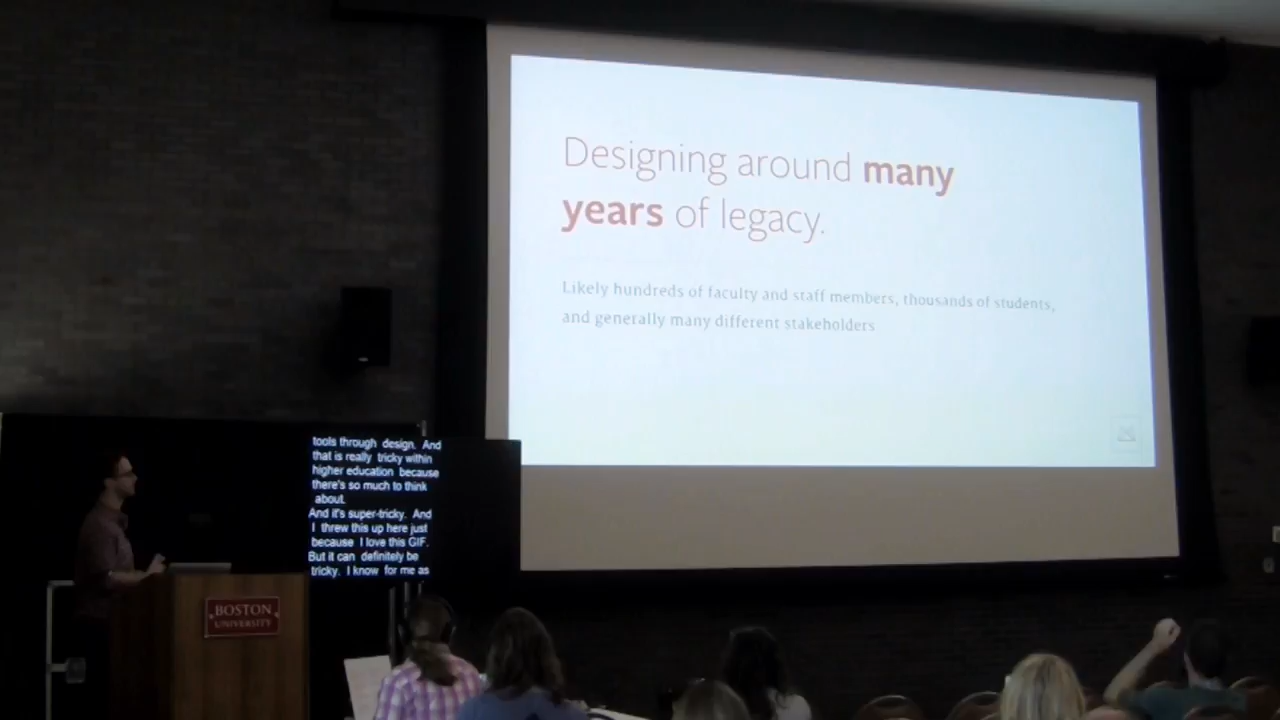 Designing around many
years of legacy.
Likely hundreds of faculty and staff members, thousands of students,
and generally many different stakeholders
tools through design. And
that is really tricky within
higher education because
there's so much to think
about.
And it's super-tricky. And
I threw this up here just
because I love this GIF.
But it can definitely be
tricky. I know for me as
BOSTON
UNIVERSITY